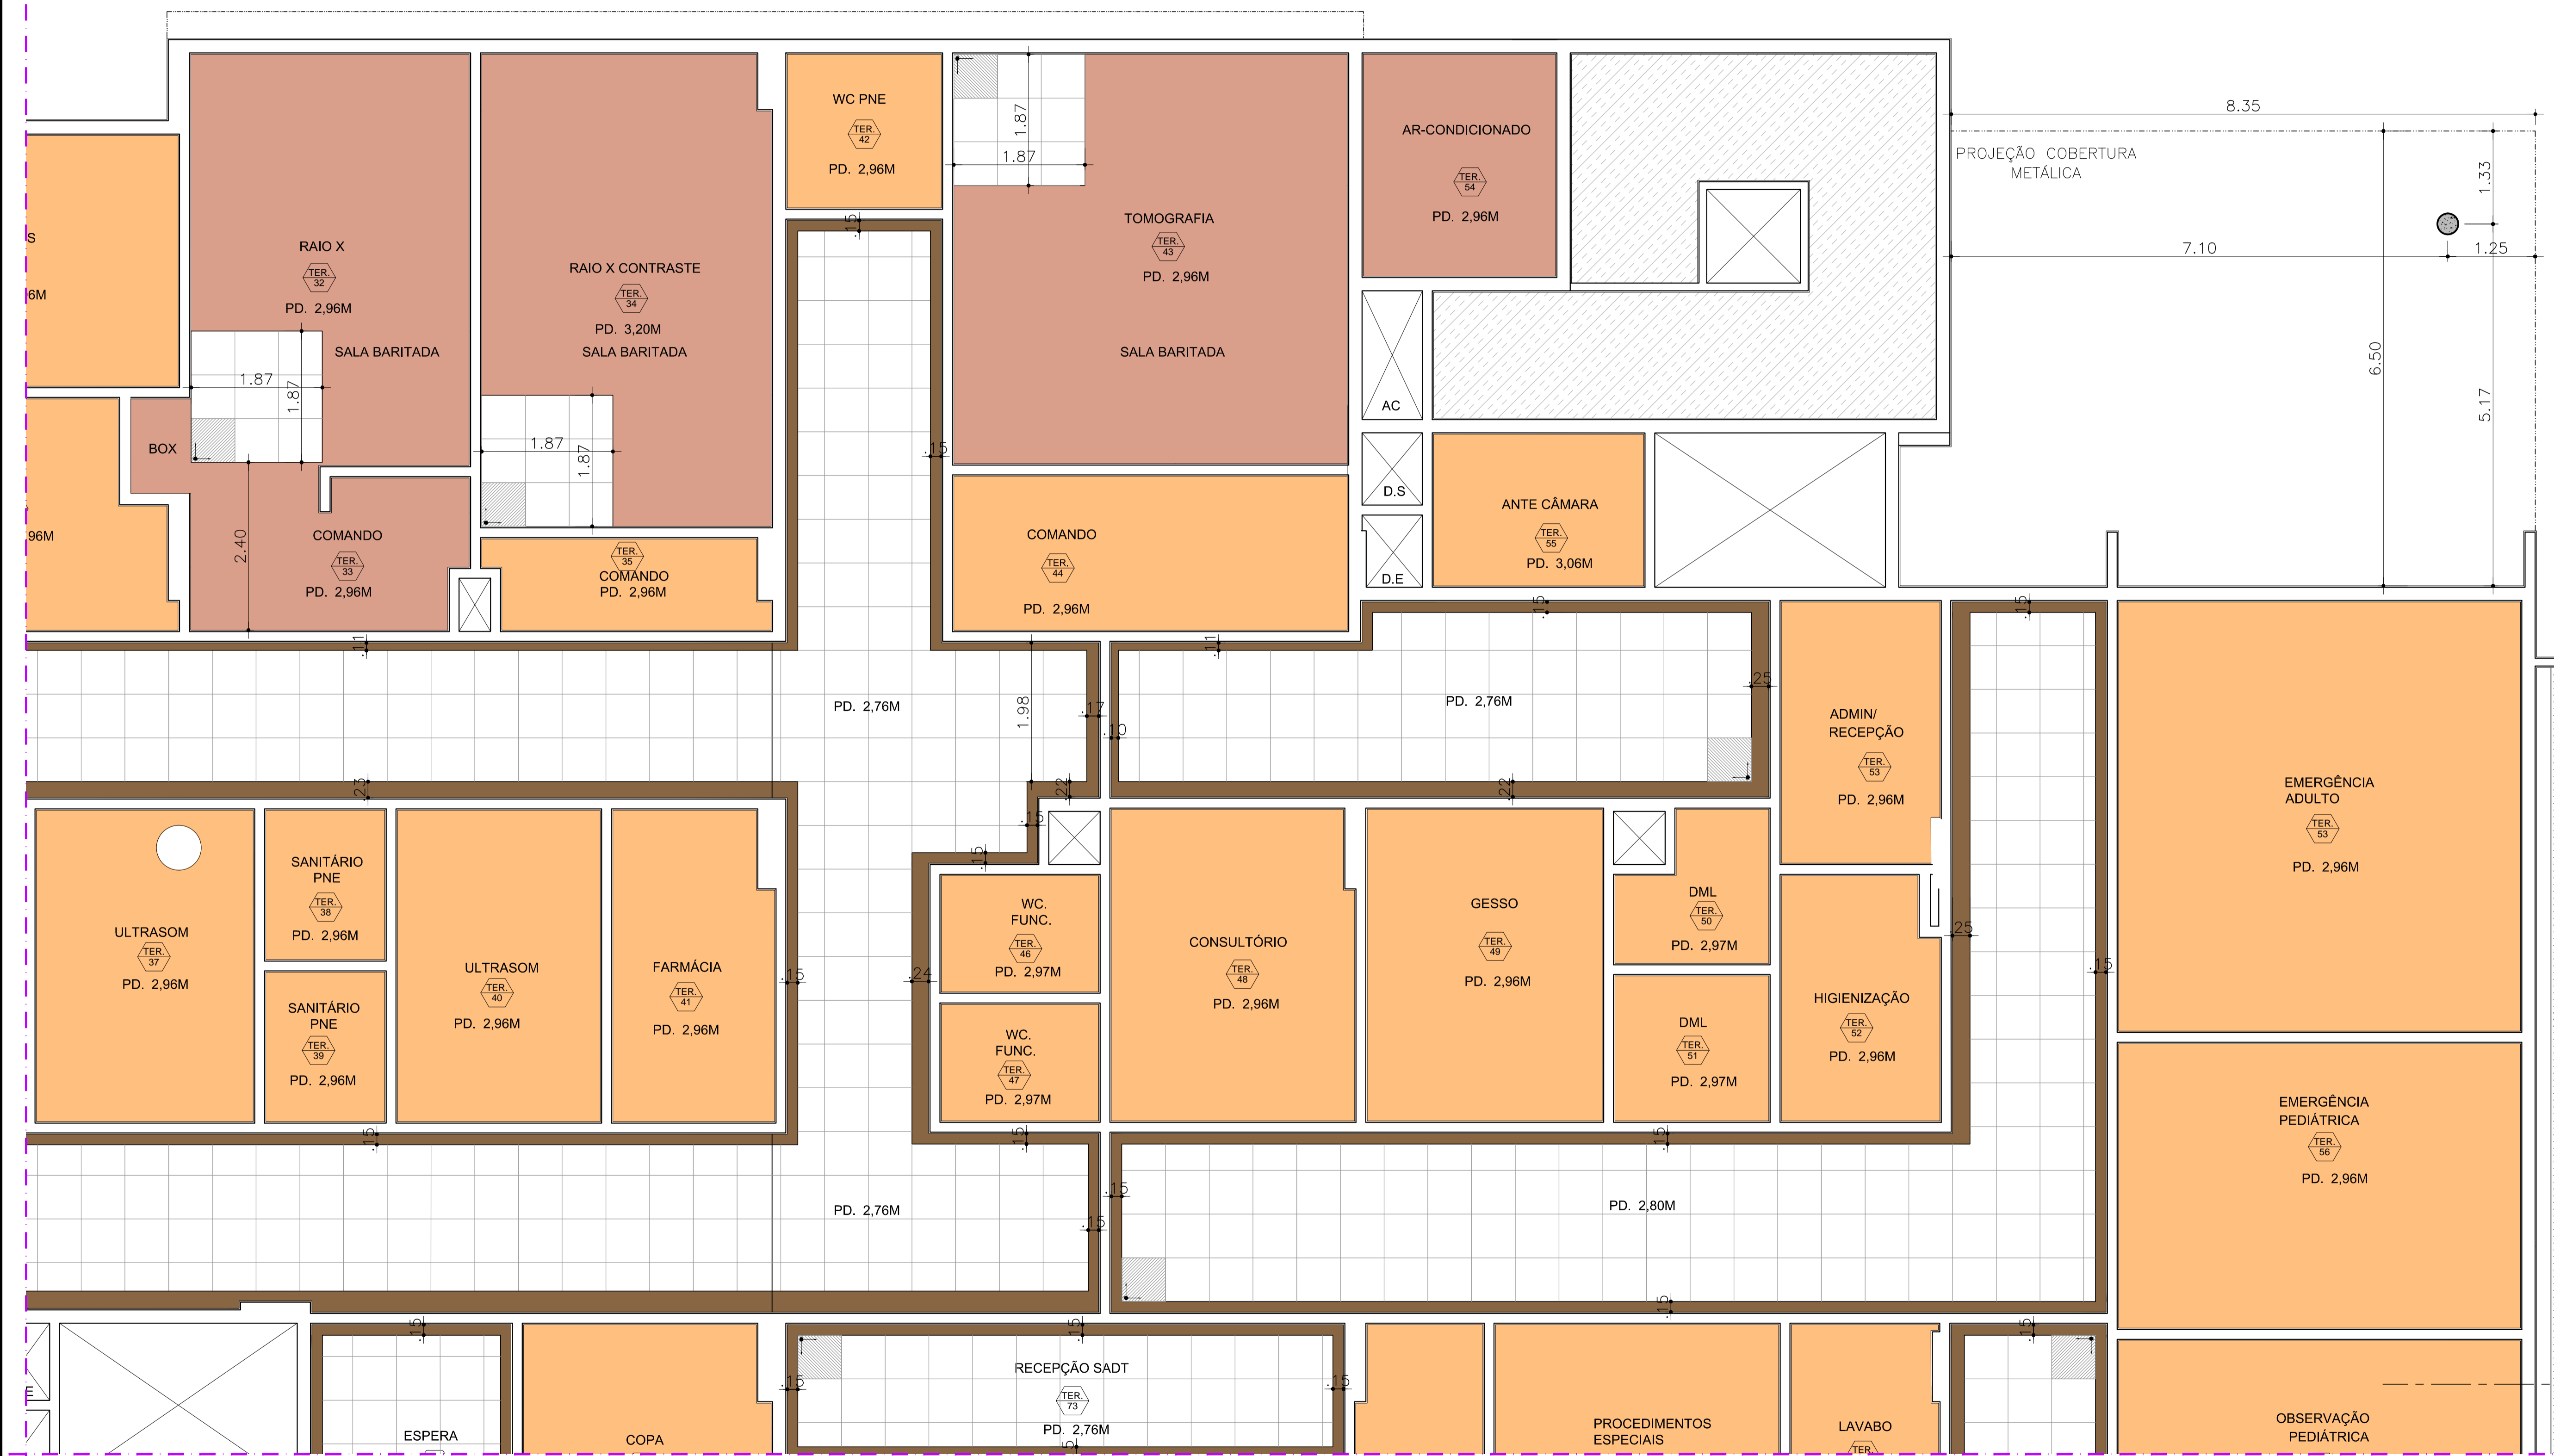 8.35
PROJEÇÃO COBERTURA
METÁLICA
1.33
7.10
1.25
6.50
5.17
S
6M
RAIO X
TER.
32
PD. 2,96M
SALA BARITADA
1.87
1.87
BOX
2.40
COMANDO
TER.
33
PD. 2,96M
96M
RAIO X CONTRASTE
TER.
34
PD. 3,20M
SALA BARITADA
1.87
1.87
TER.
35
COMANDO
PD. 2,96M
WC PNE
TER.
42
PD. 2,96M
.15
.15
1.87
1.87
TOMOGRAFIA
TER.
43
PD. 2,96M
SALA BARITADA
COMANDO
TER.
44
PD. 2,96M
AR-CONDICIONADO
TER.
54
PD. 2,96M
AC
D.S
D.E
ANTE CÂMARA
TER.
55
PD. 3,06M
.11
PD. 2,76M
1.98
.17
.10
.11
.15
PD. 2,76M
.25
.15
.23
.22
.22
.15
.15
ADMIN/
RECEPÇÃO
TER.
53
PD. 2,96M
EMERGÊNCIA
ADULTO
TER.
53
PD. 2,96M
ULTRASOM
TER.
37
PD. 2,96M
SANITÁRIO
PNE
TER.
38
PD. 2,96M
SANITÁRIO
PNE
TER.
39
PD. 2,96M
ULTRASOM
TER.
40
PD. 2,96M
FARMÁCIA
TER.
41
PD. 2,96M
.15
.24
WC.
FUNC.
TER.
46
PD. 2,97M
WC.
FUNC.
TER.
47
PD. 2,97M
CONSULTÓRIO
TER.
48
PD. 2,96M
GESSO
TER.
49
PD. 2,96M
DML
TER.
50
PD. 2,97M
DML
TER.
51
PD. 2,97M
HIGIENIZAÇÃO
TER.
52
PD. 2,96M
.25
.15
EMERGÊNCIA
PEDIÁTRICA
TER.
56
PD. 2,96M
.15
.15
.15
PD. 2,76M
.15
.15
PD. 2,80M
.15
.15
.15
.15
E
ESPERA
COPA
.15
RECEPÇÃO SADT
TER.
73
PD. 2,76M
.15
PROCEDIMENTOS
ESPECIAIS
LAVABO
TER.
OBSERVAÇÃO
PEDIÁTRICA